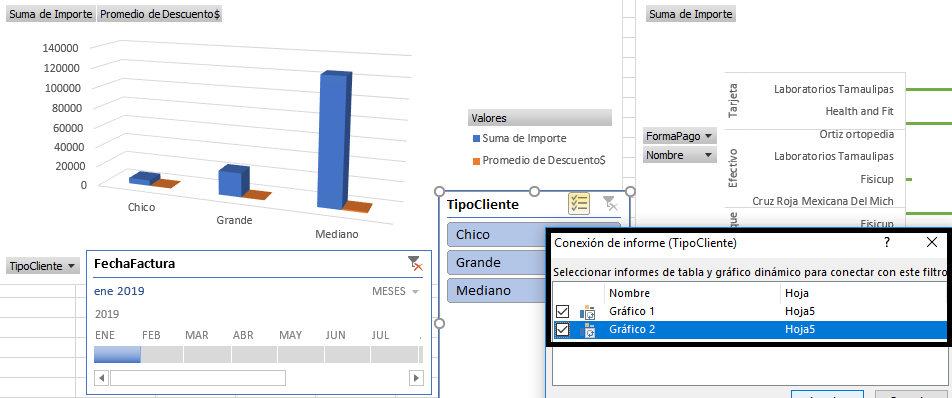 Suma de Importe Promedio de Descuento$
140000
120000
100000
80000
60000
40000
20000
0
Chico
Grande
Mediano
Valores
Suma de Importe
Promedio de Descuento$
TipoCliente
Suma de Importe
Tarjeta
Laboratorios Tamaulipas
Health and Fit
FormaPago
Nombre
Efectivo
Ortiz ortopedia
Laboratorios Tamaulipas
Fisicup
Cruz Roja Mexicana Del Mich
que
Fisicup
FechaFactura
ene 2019
MESES
2019
ENE FEB MAR ABR MAY JUN JUL
TipoCliente
Chico
Grande
Mediano
Conexión de informe (TipoCliente)
? ×
Seleccionar informes de tabla y gráfico dinámico para conectar con este filtro
Nombre Hoja
Gráfico 1 Hoja5
Gráfico 2 Hoja5